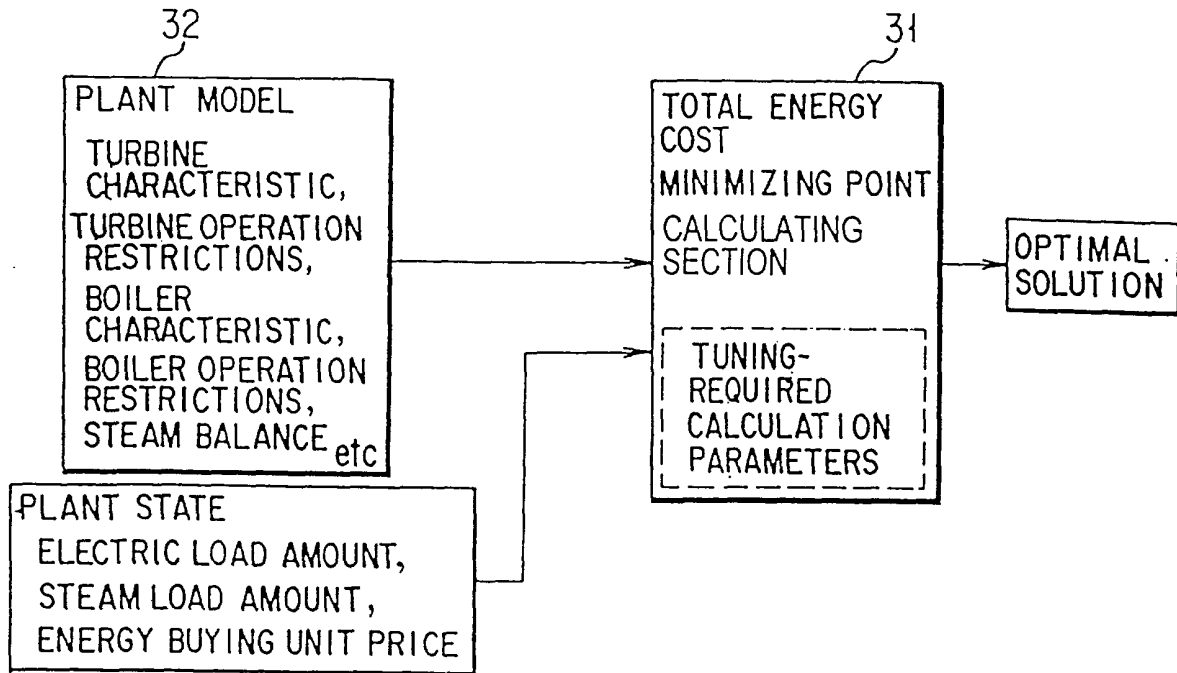 32
PLANT MODEL
TURBINE
CHARACTERISTIC,
TURBINE OPERATION
RESTRICTIONS,
BOILER
CHARACTERISTIC,
BOILER OPERATION
RESTRICTIONS,
STEAM BALANCE etc
PLANT STATE
ELECTRIC LOAD AMOUNT,
STEAM LOAD AMOUNT,
ENERGY BUYING UNIT PRICE
31
TOTAL ENERGY
COST
MINIMIZING POINT
CALCULATING
SECTION
TUNING-
REQUIRED
CALCULATION
PARAMETERS
OPTIMAL
SOLUTION